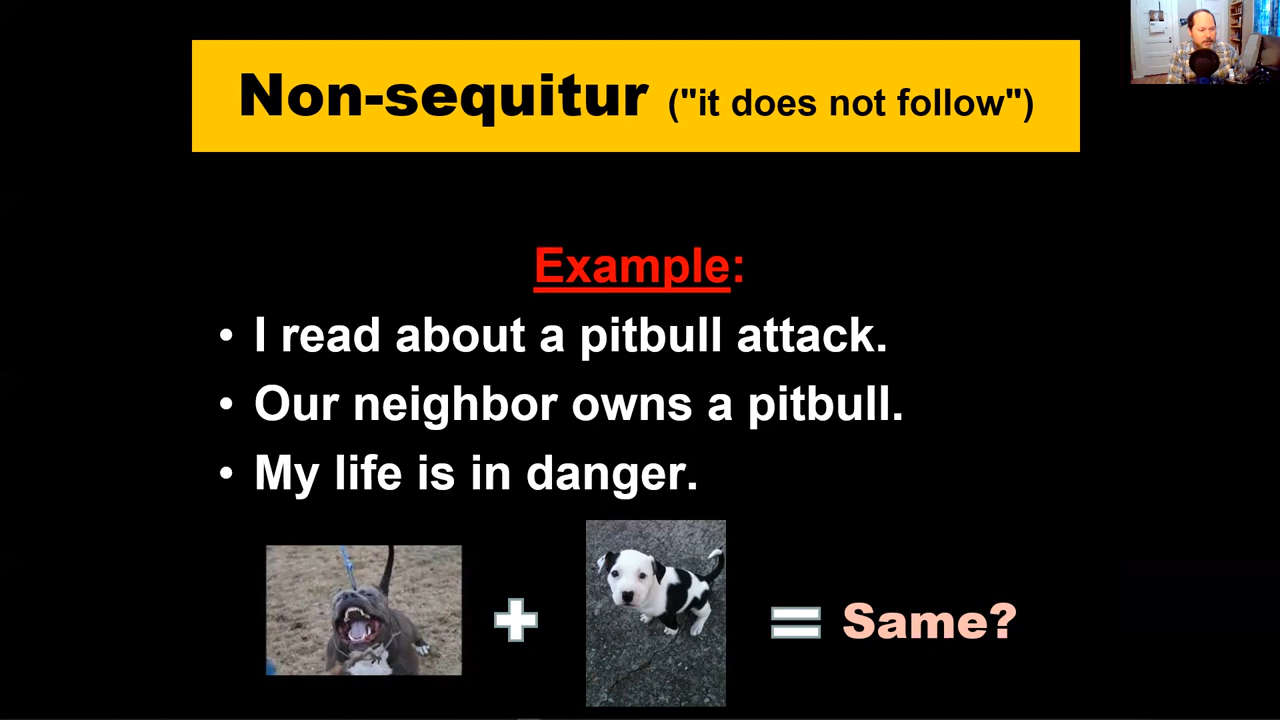 Non-sequitur ("it does not follow")
Example:
• I read about a pitbull attack.
• Our neighbor owns a pitbull.
• My life is in danger.
+ = Same?